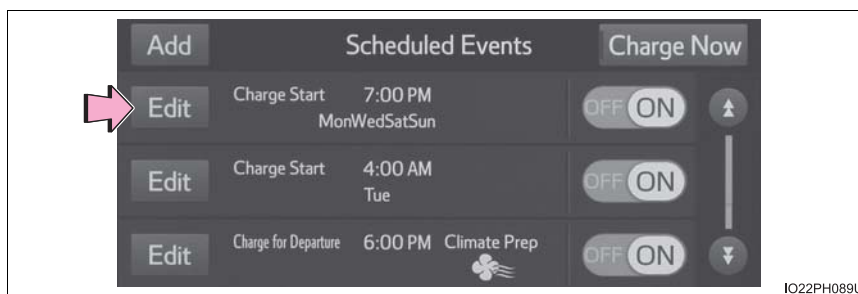 Add Scheduled Events Charge Now
Edit Charge Start 7:00 PM OFF ON
MonWedSatSun
Edit Charge Start 4:00 AM OFF ON
Tue
Edit Charge for Departure 6:00 PM Climate Prep OFF ON
IO22PH089U